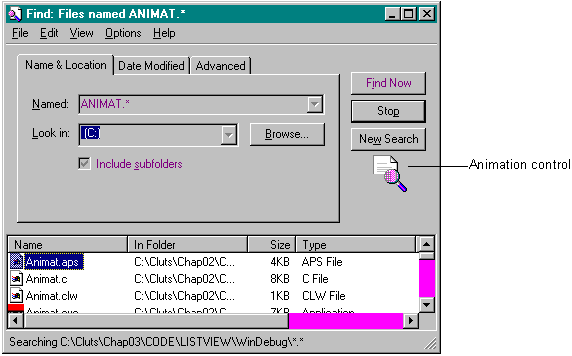 Find: Files named ANIMAT.*
File Edit View Options Help
Name & Location Date Modified Advanced
Find Now
Named: ANIMAT.*
Stop
Look in: (C:) Browse...
New Search
Include subfolders
Animation control
Name In Folder Size Type
Animat.aps C:\Cluts\Chap02\C... 4KB APS File
Animat.c C:\Cluts\Chap02\C... 8KB C File
Animat.clw C:\Cluts\Chap02\C... 1KB CLW File
Animat.exe C:\Cluts\Chap02\C... 7KB Application
Searching C:\Cluts\Chap03\CODE\LISTVIEW\WinDebug\*.*